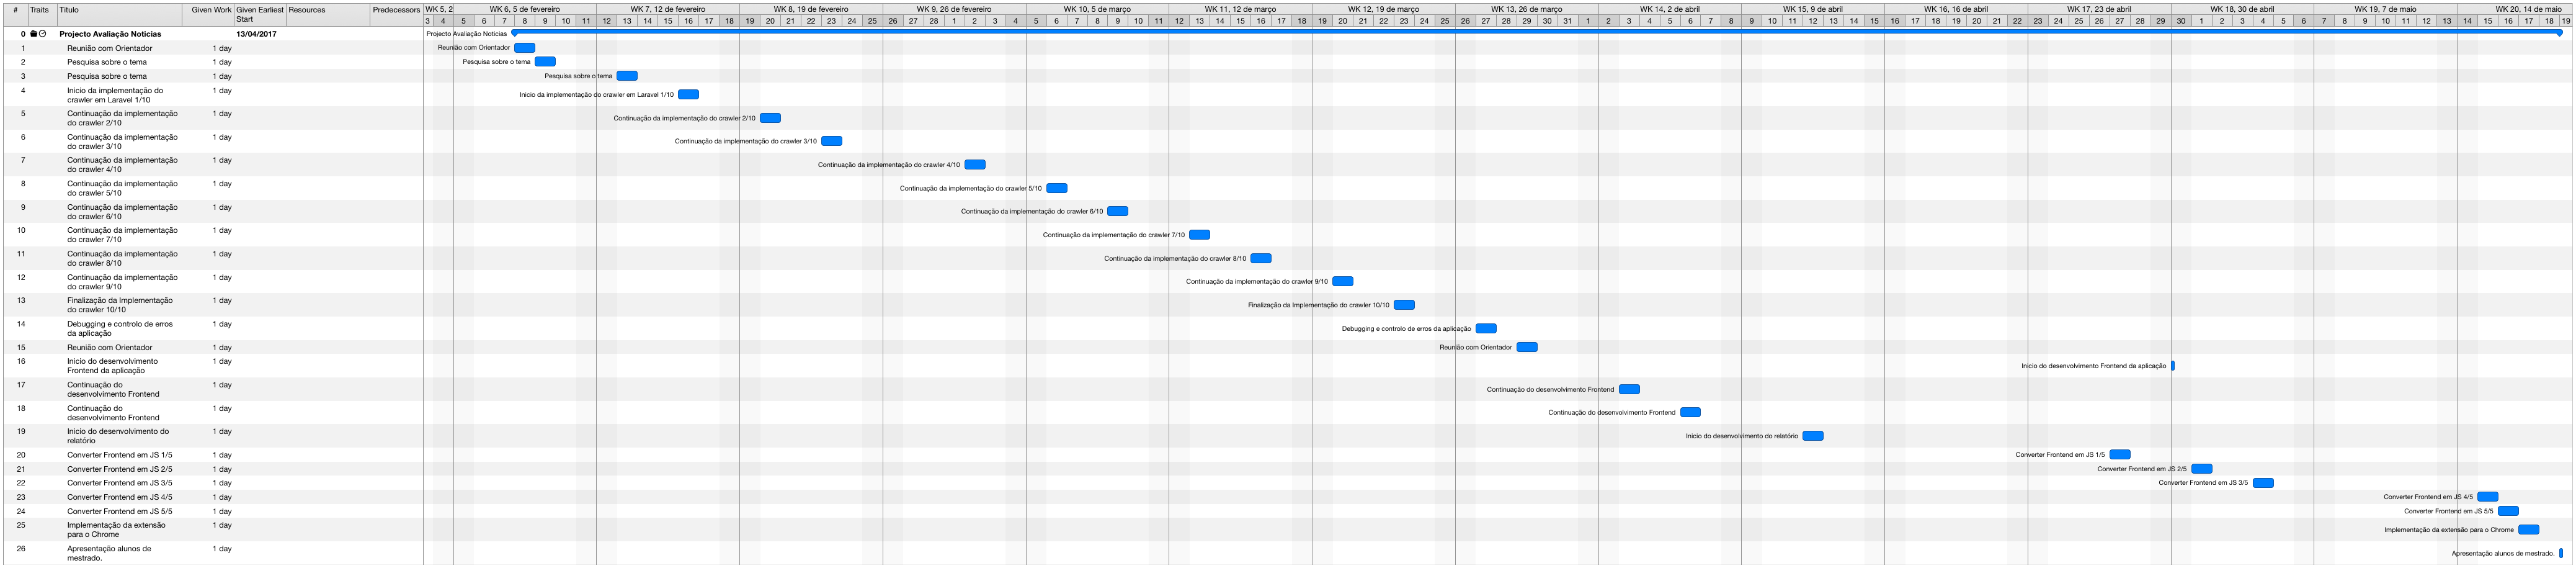 # Traits Título Given Work Given Earliest Start Resources Predecessors
WK 5, 2 WK 6, 5 de fevereiro WK 7, 12 de fevereiro WK 8, 19 de fevereiro WK 9, 26 de fevereiro WK 10, 5 de março WK 11, 12 de março WK 12, 19 de março WK 13, 26 de março WK 14, 2 de abril WK 15, 9 de abril WK 16, 16 de abril WK 17, 23 de abril WK 18, 30 de abril WK 19, 7 de maio WK 20, 14 de maio
3 4 5 6 7 8 9 10 11 12 13 14 15 16 17 18 19 20 21 22 23 24 25 26 27 28 1 2 3 4 5 6 7 8 9 10 11 12 13 14 15 16 17 18 19 20 21 22 23 24 25 26 27 28 29 30 31 1 2 3 4 5 6 7 8 9 10 11 12 13 14 15 16 17 18 19 20 21 22 23 24 25 26 27 28 29 30 1 2 3 4 5 6 7 8 9 10 11 12 13 14 15 16 17 18 19
0 Projecto Avaliação Noticias 13/04/2017 Projecto Avaliação Noticias
1 Reunião com Orientador 1 day Reunião com Orientador
2 Pesquisa sobre o tema 1 day Pesquisa sobre o tema
3 Pesquisa sobre o tema 1 day Pesquisa sobre o tema
4 Inicio da implementação do 1 day Inicio da implementação do crawler em Laravel 1/10
crawler em Laravel 1/10
5 Continuação da implementação 1 day Continuação da implementação do crawler 2/10
do crawler 2/10
6 Continuação da implementação 1 day Continuação da implementação do crawler 3/10
do crawler 3/10
7 Continuação da implementação 1 day Continuação da implementação do crawler 4/10
do crawler 4/10
8 Continuação da implementação 1 day Continuação da implementação do crawler 5/10
do crawler 5/10
9 Continuação da implementação 1 day Continuação da implementação do crawler 6/10
do crawler 6/10
10 Continuação da implementação 1 day Continuação da implementação do crawler 7/10
do crawler 7/10
11 Continuação da implementação 1 day Continuação da implementação do crawler 8/10
do crawler 8/10
12 Continuação da implementação 1 day Continuação da implementação do crawler 9/10
do crawler 9/10
13 Finalização da Implementação 1 day Finalização da Implementação do crawler 10/10
do crawler 10/10
14 Debugging e controlo de erros 1 day Debugging e controlo de erros da aplicação
da aplicação
15 Reunião com Orientador 1 day Reunião com Orientador
16 Inicio do desenvolvimento 1 day Inicio do desenvolvimento Frontend da aplicação
Frontend da aplicação
17 Continuação do 1 day Continuação do desenvolvimento Frontend
desenvolvimento Frontend
18 Continuação do 1 day Continuação do desenvolvimento Frontend
desenvolvimento Frontend
19 Inicio do desenvolvimento do 1 day Inicio do desenvolvimento do relatório
relatório
20 Converter Frontend em JS 1/5 1 day Converter Frontend em JS 1/5
21 Converter Frontend em JS 2/5 1 day Converter Frontend em JS 2/5
22 Converter Frontend em JS 3/5 1 day Converter Frontend em JS 3/5
23 Converter Frontend em JS 4/5 1 day Converter Frontend em JS 4/5
24 Converter Frontend em JS 5/5 1 day Converter Frontend em JS 5/5
25 Implementação da extensão 1 day Implementação da extensão para o Chrome
para o Chrome
26 Apresentação alunos de 1 day Apresentação alunos de mestrado.
mestrado.